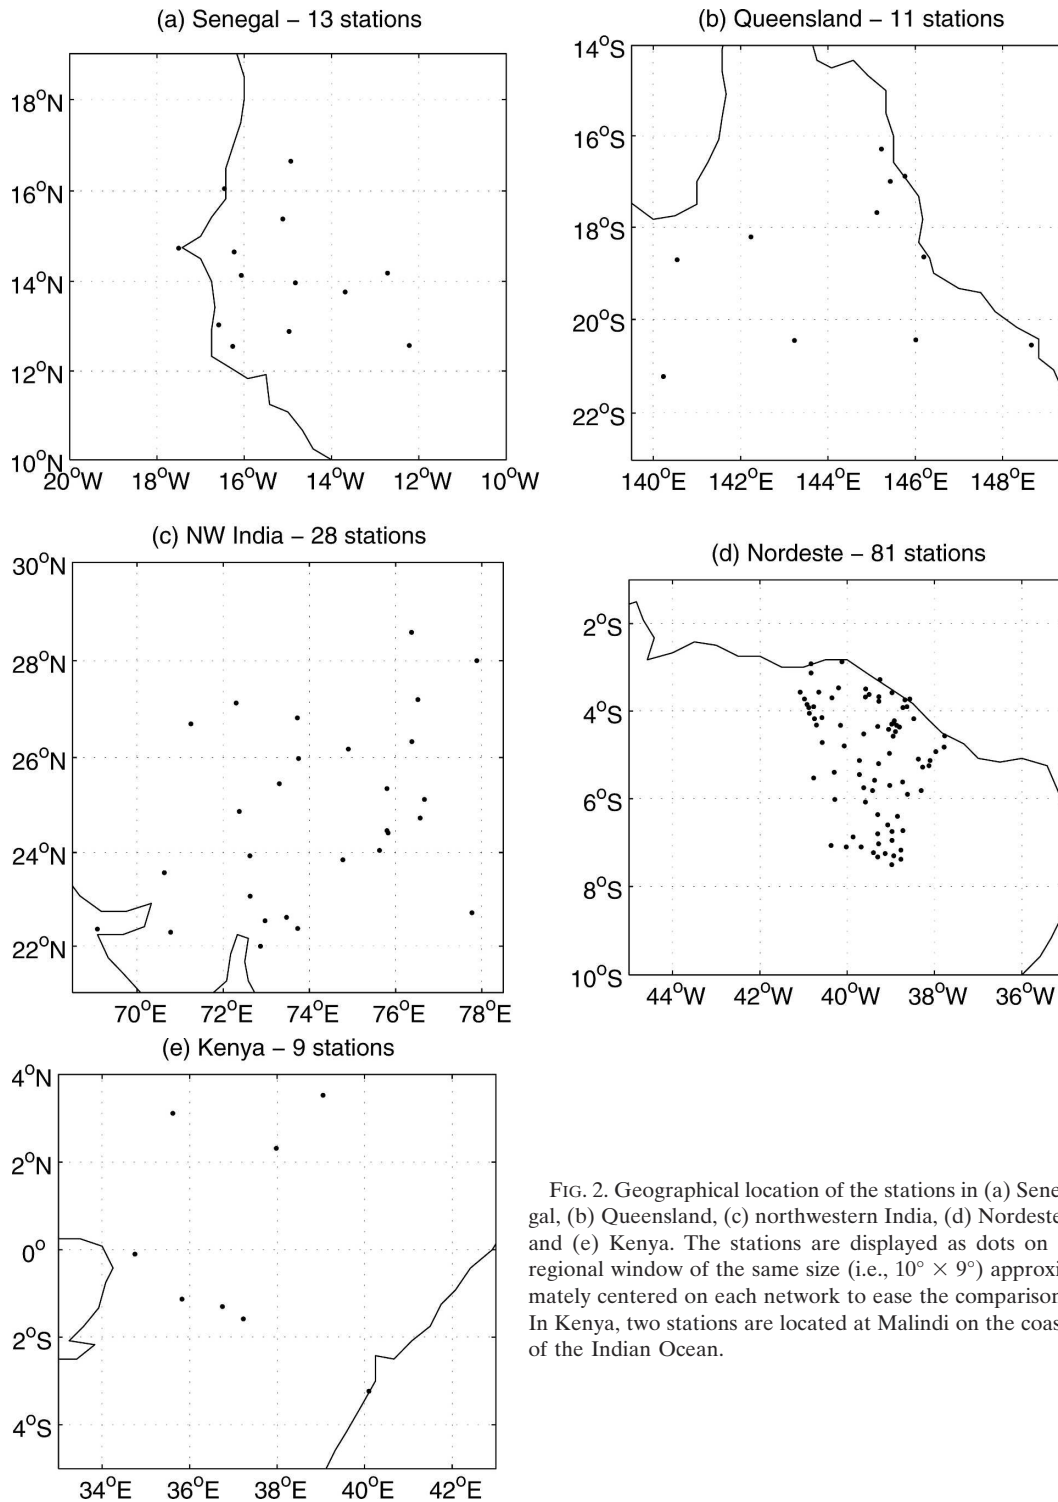 (a) Senegal – 13 stations
18°N
16°N
14°N
12°N
10°N
20°W 18°W 16°W 14°W 12°W 10°W
(b) Queensland – 11 stations
14°S
16°S
18°S
20°S
22°S
140°E 142°E 144°E 146°E 148°E
(c) NW India – 28 stations
30°N
28°N
26°N
24°N
22°N
70°E 72°E 74°E 76°E 78°E
(d) Nordeste – 81 stations
2°S
4°S
6°S
8°S
10°S
44°W 42°W 40°W 38°W 36°W
(e) Kenya – 9 stations
4°N
2°N
0°
2°S
4°S
34°E 36°E 38°E 40°E 42°E
FIG. 2. Geographical location of the stations in (a) Sene-
gal, (b) Queensland, (c) northwestern India, (d) Nordeste
and (e) Kenya. The stations are displayed as dots on
regional window of the same size (i.e., 10° × 9°) approxi
mately centered on each network to ease the comparison
In Kenya, two stations are located at Malindi on the coas
of the Indian Ocean.